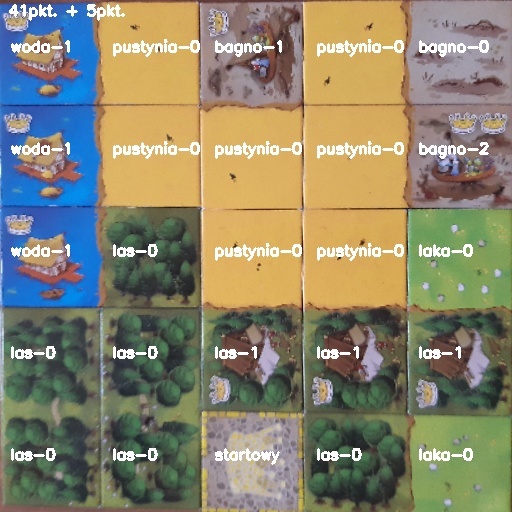 41pkt. + 5pkt.
woda-1 pustynia-0 bagno-1 pustynia-0 bagno-0
woda-1 pustynia-0 pustynia-0 pustynia-0 bagno-2
woda-1 las-0 pustynia-0 pustynia-0 laka-0
las-0 las-0 las-1 las-1 las-1
las-0 las-0 startowy las-0 laka-0